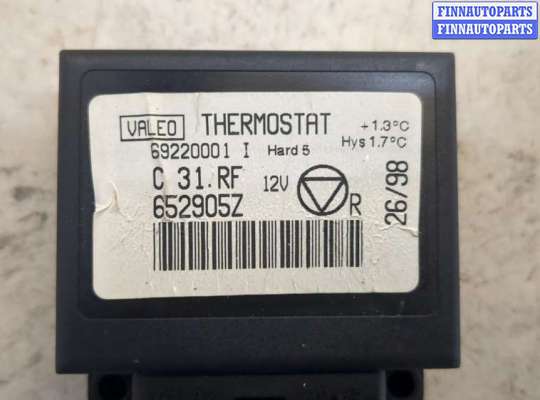 FINNAUTOPARTS
FINNAUTOPARTS
VALEO THERMOSTAT +1.3°C
69220001 I Hard 5 Hys 1.7°C
C 31.RF 12V
652905Z R
26/98